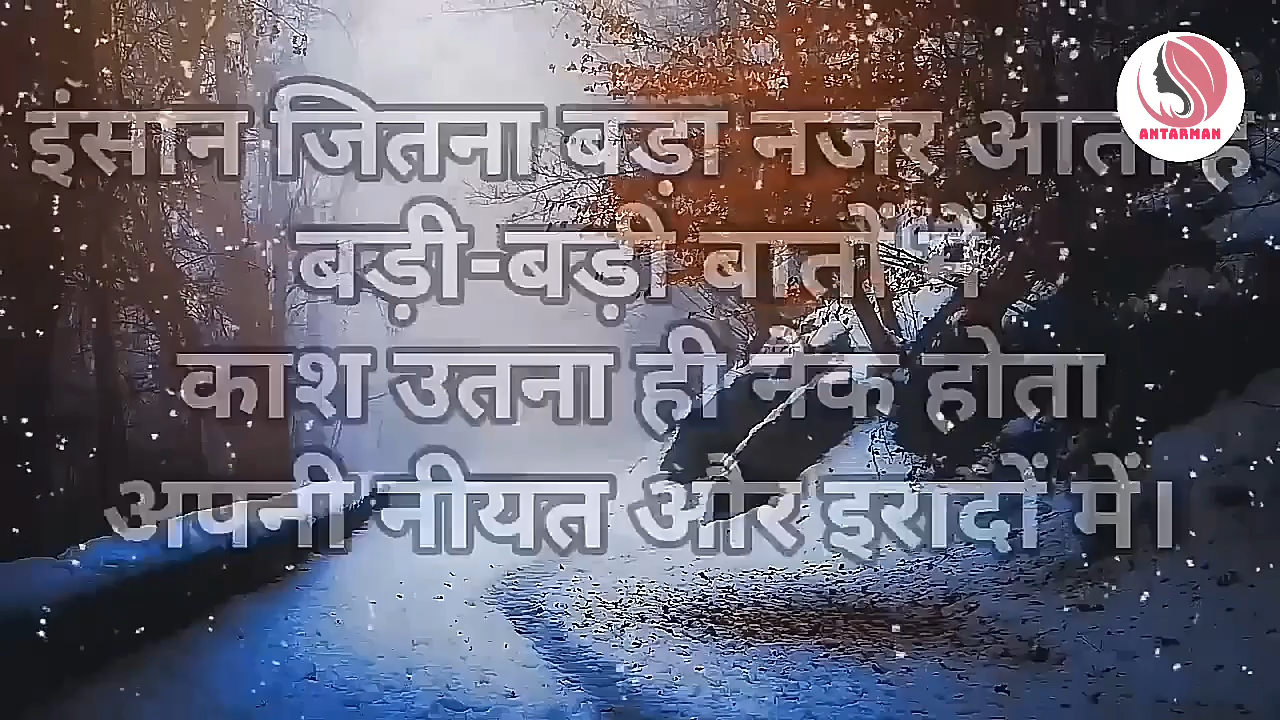 इंसान जितना बड़ा नजर आता है
बड़ी-बड़ी बातों में
काश उतना ही नेक होता
अपनी नीयत और इरादों में।
ANTARMAN